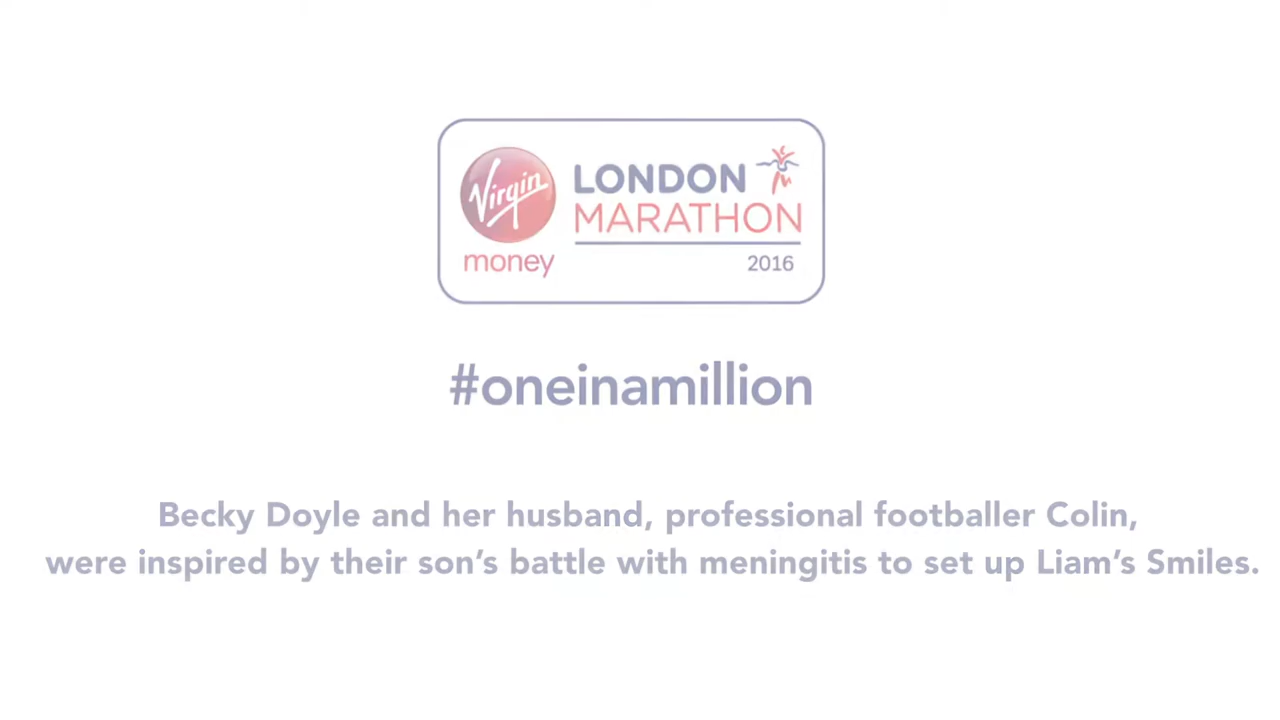 Virgin money
LONDON
MARATHON
2016
#oneinamillion
Becky Doyle and her husband, professional footballer Colin,
were inspired by their son’s battle with meningitis to set up Liam’s Smiles.